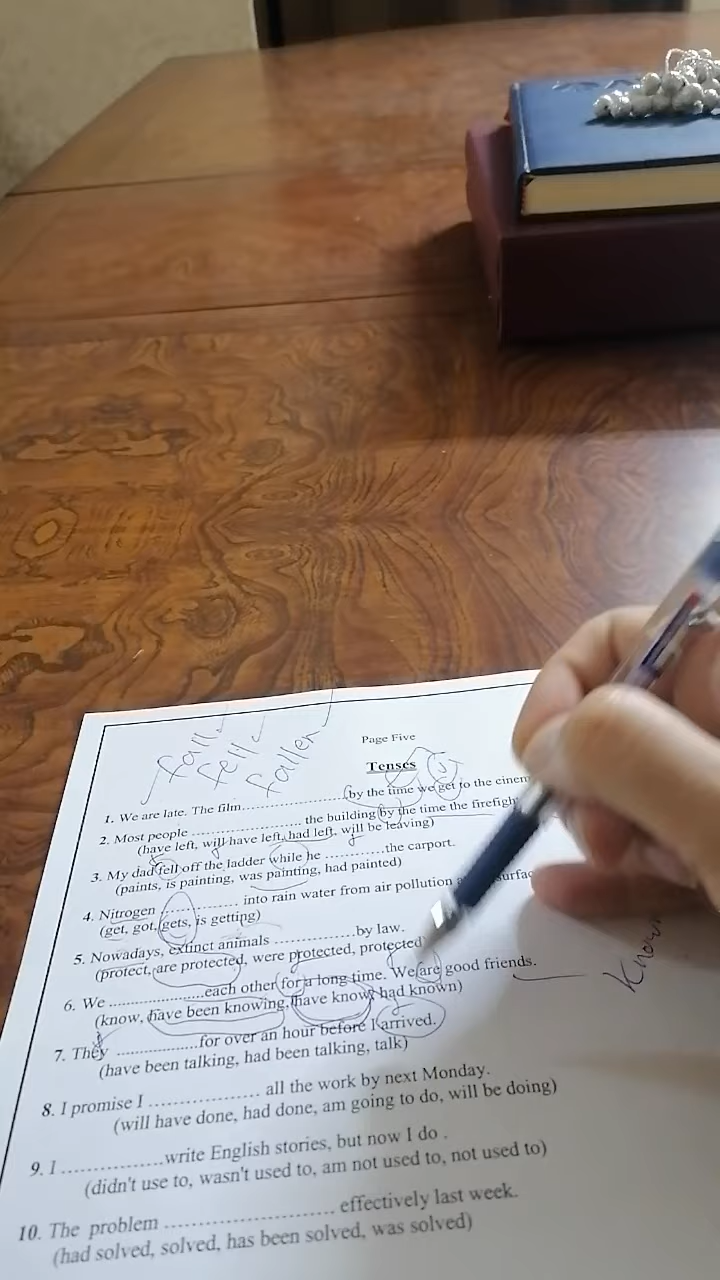 fall
fell
fallen
Page Five
Tenses
1. We are late. The film........................by the time we get to the cinem
2. Most people ........................ the building by the time the firefigh
(have left, will have left, had left, will be leaving)
3. My dad fell off the ladder while he ............the carport.
(paints, is painting, was painting, had painted)
4. Nitrogen .................. into rain water from air pollution
(get, got, gets, is getting)
5. Nowadays, extinct animals ................by law.
(protect, are protected, were protected, protected
6. We ......................each other for a long time. We are good friends.
(know, have been knowing, have know, had known)
known
7. They .................for over an hour before I arrived.
(have been talking, had been talking, talk)
8. I promise I ...................... all the work by next Monday.
(will have done, had done, am going to do, will be doing)
9. I ....................write English stories, but now I do .
(didn't use to, wasn't used to, am not used to, not used to)
10. The problem .................................. effectively last week.
(had solved, solved, has been solved, was solved)